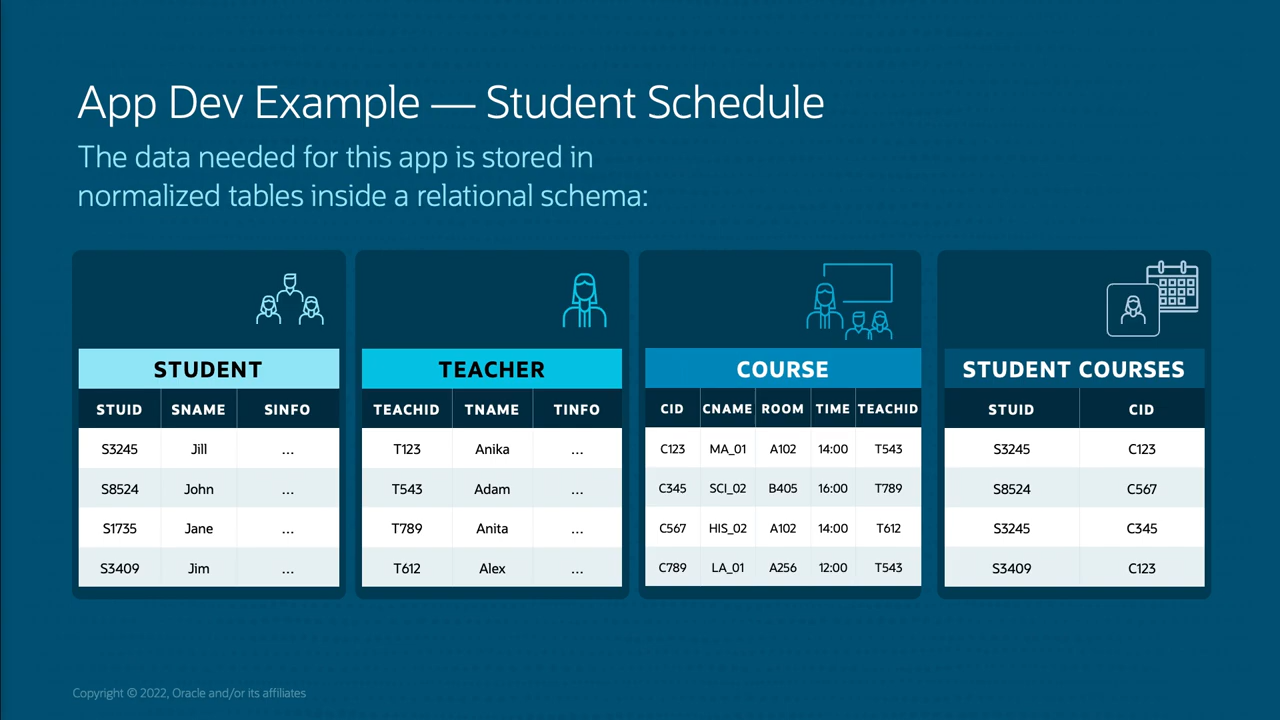 App Dev Example — Student Schedule
The data needed for this app is stored in
normalized tables inside a relational schema:
STUDENT
STUID SNAME SINFO
S3245 Jill ...
S8524 John ...
S1735 Jane ...
S3409 Jim ...
TEACHER
TEACHID TNAME TINFO
T123 Anika ...
T543 Adam ...
T789 Anita ...
T612 Alex ...
COURSE
CID CNAME ROOM TIME TEACHID
C123 MA_01 A102 14:00 T543
C345 SCI_02 B405 16:00 T789
C567 HIS_02 A102 14:00 T612
C789 LA_01 A256 12:00 T543
STUDENT COURSES
STUID CID
S3245 C123
S8524 C567
S3245 C345
S3409 C123
Copyright © 2022, Oracle and/or its affiliates